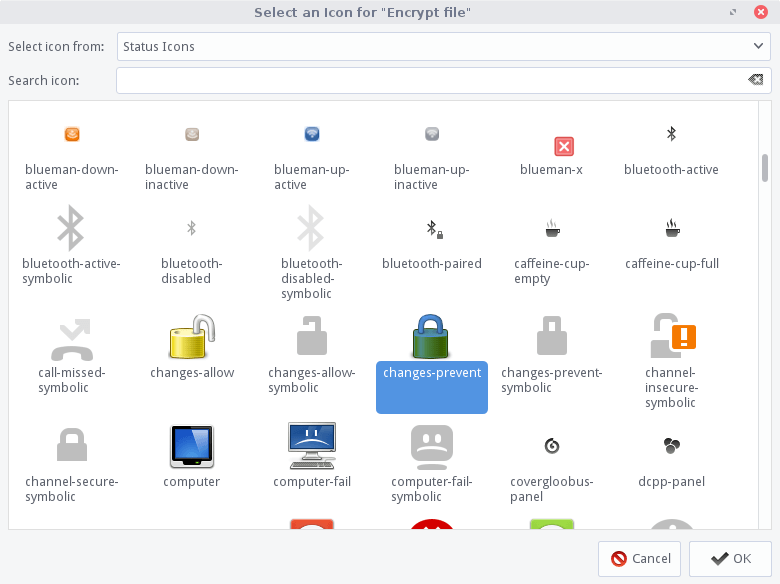 Select an Icon for "Encrypt file"
Select icon from:
Status Icons
Search icon:
blueman-down-
active
blueman-down-
inactive
blueman-up-
active
blueman-up-
inactive
blueman-x
bluetooth-active
bluetooth-active-
symbolic
bluetooth-
disabled
bluetooth-
disabled-
symbolic
bluetooth-paired
caffeine-cup-
empty
caffeine-cup-full
call-missed-
symbolic
changes-allow
changes-allow-
symbolic
changes-prevent
changes-prevent-
symbolic
channel-
insecure-
symbolic
channel-secure-
symbolic
computer
computer-fail
computer-fail-
symbolic
covergloobus-
panel
dcpp-panel
Cancel
OK